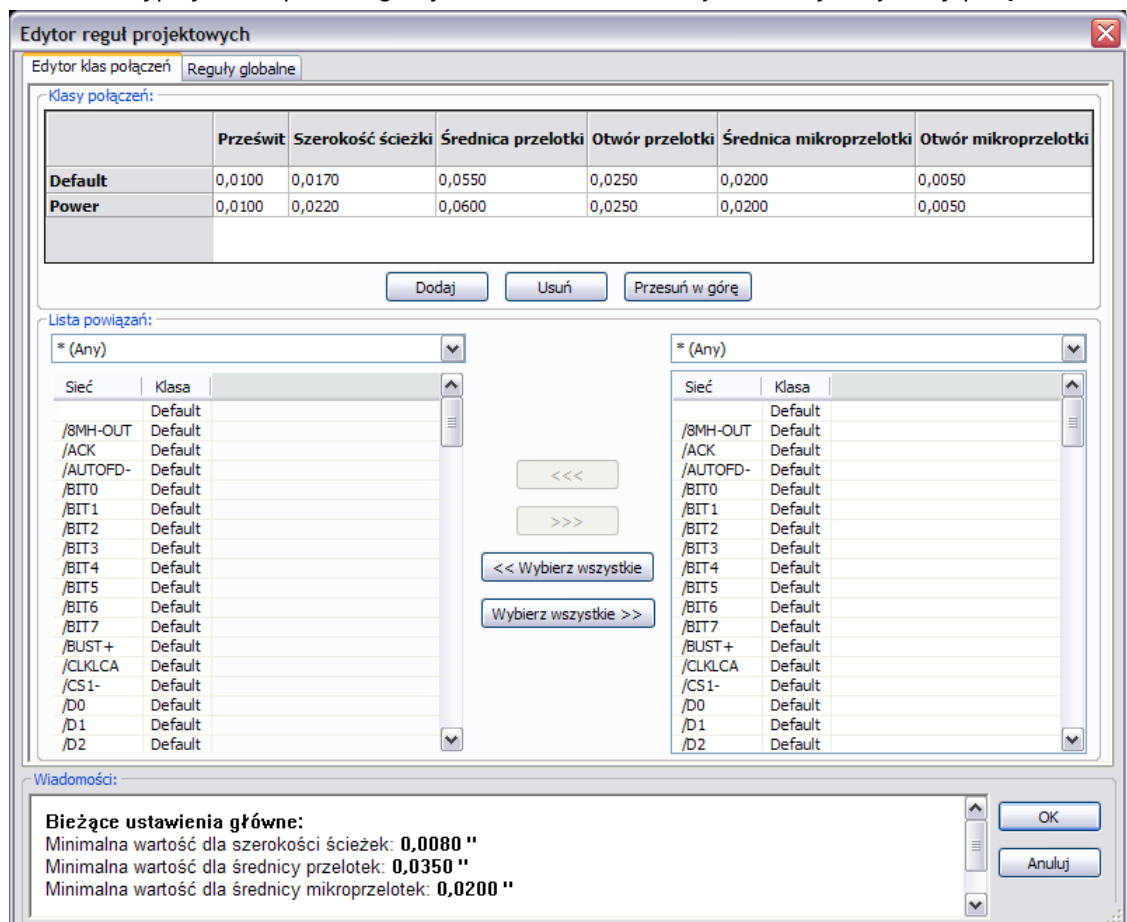 Edytor reguł projektowych
Edytor klas połączeń Reguły globalne
Klasy połączeń:
Prześwit Szerokość ścieżki Średnica przelotki Otwór przelotki Średnica mikroprzelotki Otwór mikroprzelotki
Default 0,0100 0,0170 0,0550 0,0250 0,0200 0,0050
Power 0,0100 0,0220 0,0600 0,0250 0,0200 0,0050
Dodaj Usuń Przesuń w górę
Lista powiązań:
* (Any) * (Any)
Sieć Klasa Sieć Klasa
Default Default
/8MH-OUT Default /8MH-OUT Default
/ACK Default /ACK Default
/AUTOFD- Default /AUTOFD- Default
/BIT0 Default <<< /BIT0 Default
/BIT1 Default /BIT1 Default
/BIT2 Default >>> /BIT2 Default
/BIT3 Default /BIT3 Default
/BIT4 Default << Wybierz wszystkie /BIT4 Default
/BIT5 Default /BIT5 Default
/BIT6 Default Wybierz wszystkie >> /BIT6 Default
/BIT7 Default /BIT7 Default
/BUST+ Default /BUST+ Default
/CLKLCA Default /CLKLCA Default
/CS1- Default /CS1- Default
/D0 Default /D0 Default
/D1 Default /D1 Default
/D2 Default /D2 Default
Wiadomości:
Bieżące ustawienia główne:
Minimalna wartość dla szerokości ścieżek: 0,0080 ''
Minimalna wartość dla średnicy przelotek: 0,0350 ''
Minimalna wartość dla średnicy mikroprzelotek: 0,0200 ''
OK
Anuluj